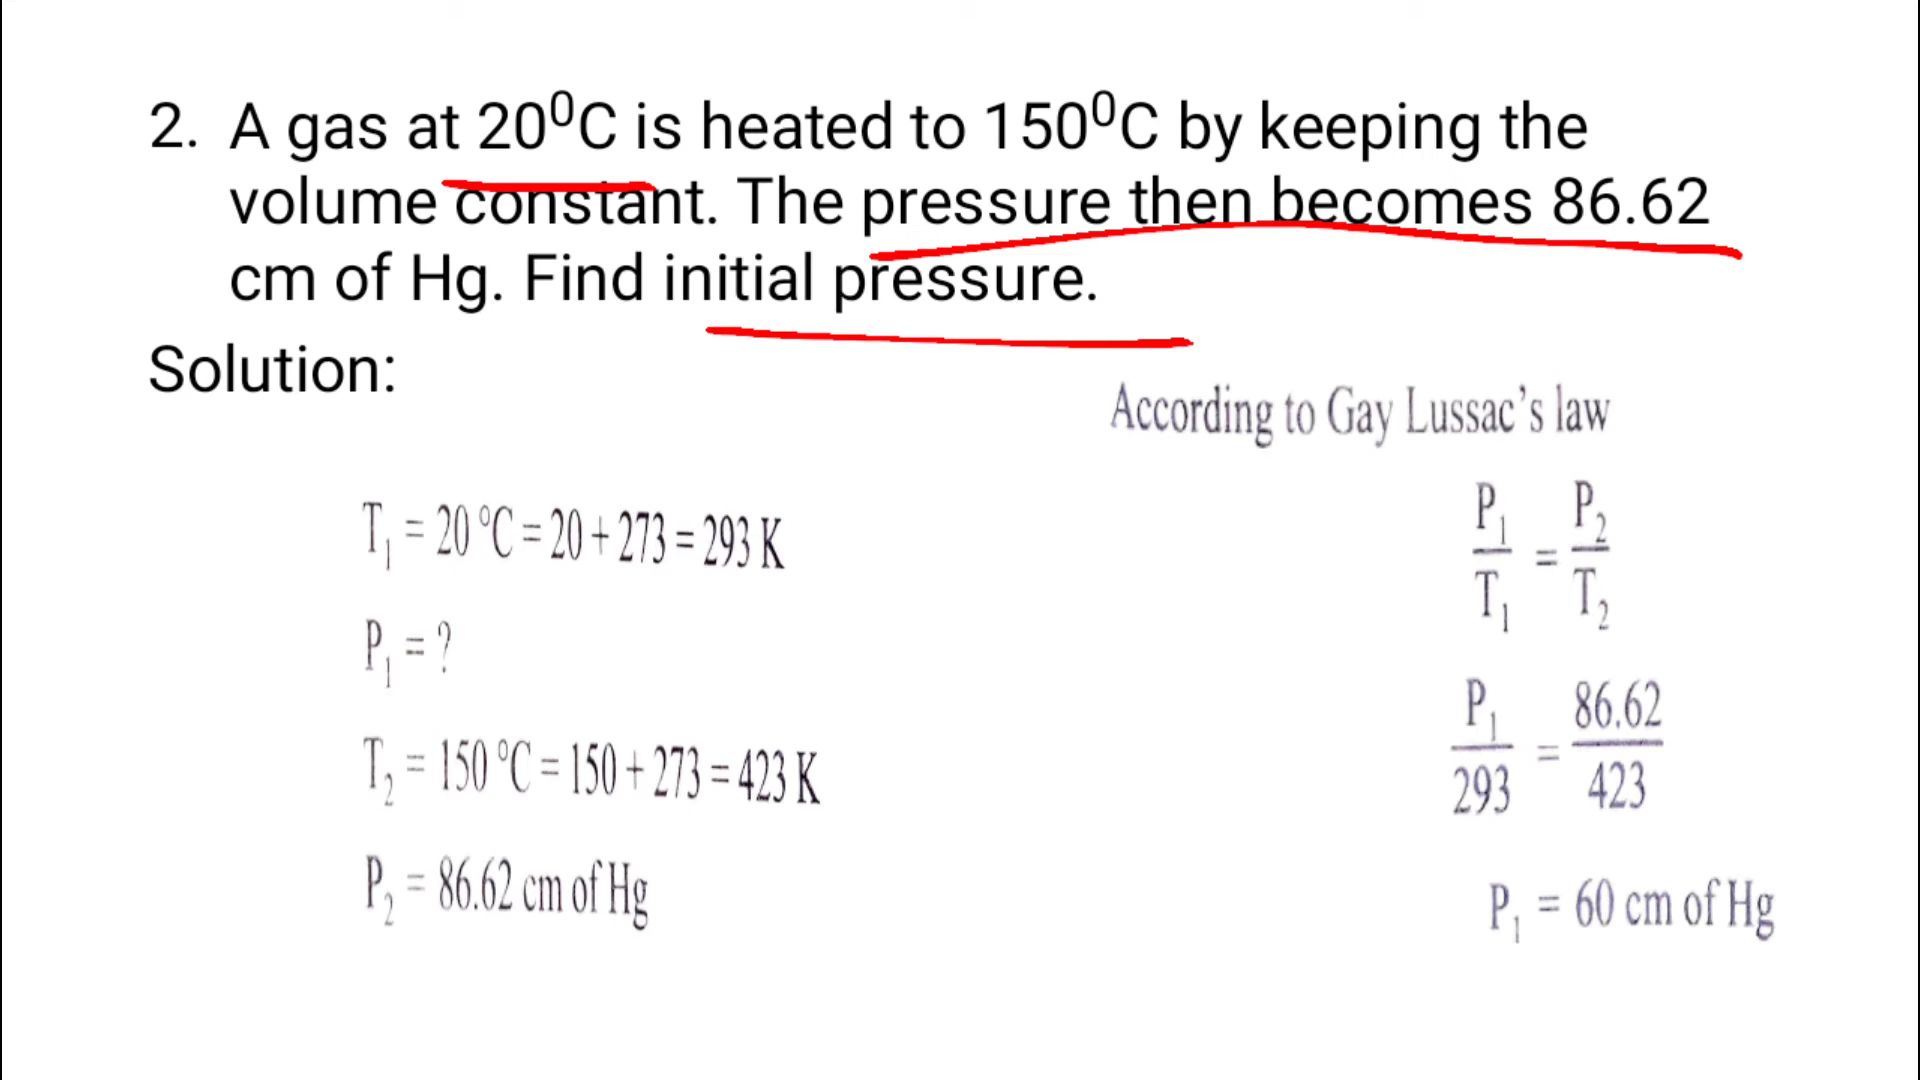 2. A gas at 20⁰C is heated to 150⁰C by keeping the
volume constant. The pressure then becomes 86.62
cm of Hg. Find initial pressure.
Solution:
T₁ = 20 °C = 20 + 273 = 293 K
P₁ = ?
T₂ = 150 °C = 150 + 273 = 423 K
P₂ = 86.62 cm of Hg
According to Gay Lussac’s law
P₁/T₁ = P₂/T₂
P₁/293 = 86.62/423
P₁ = 60 cm of Hg